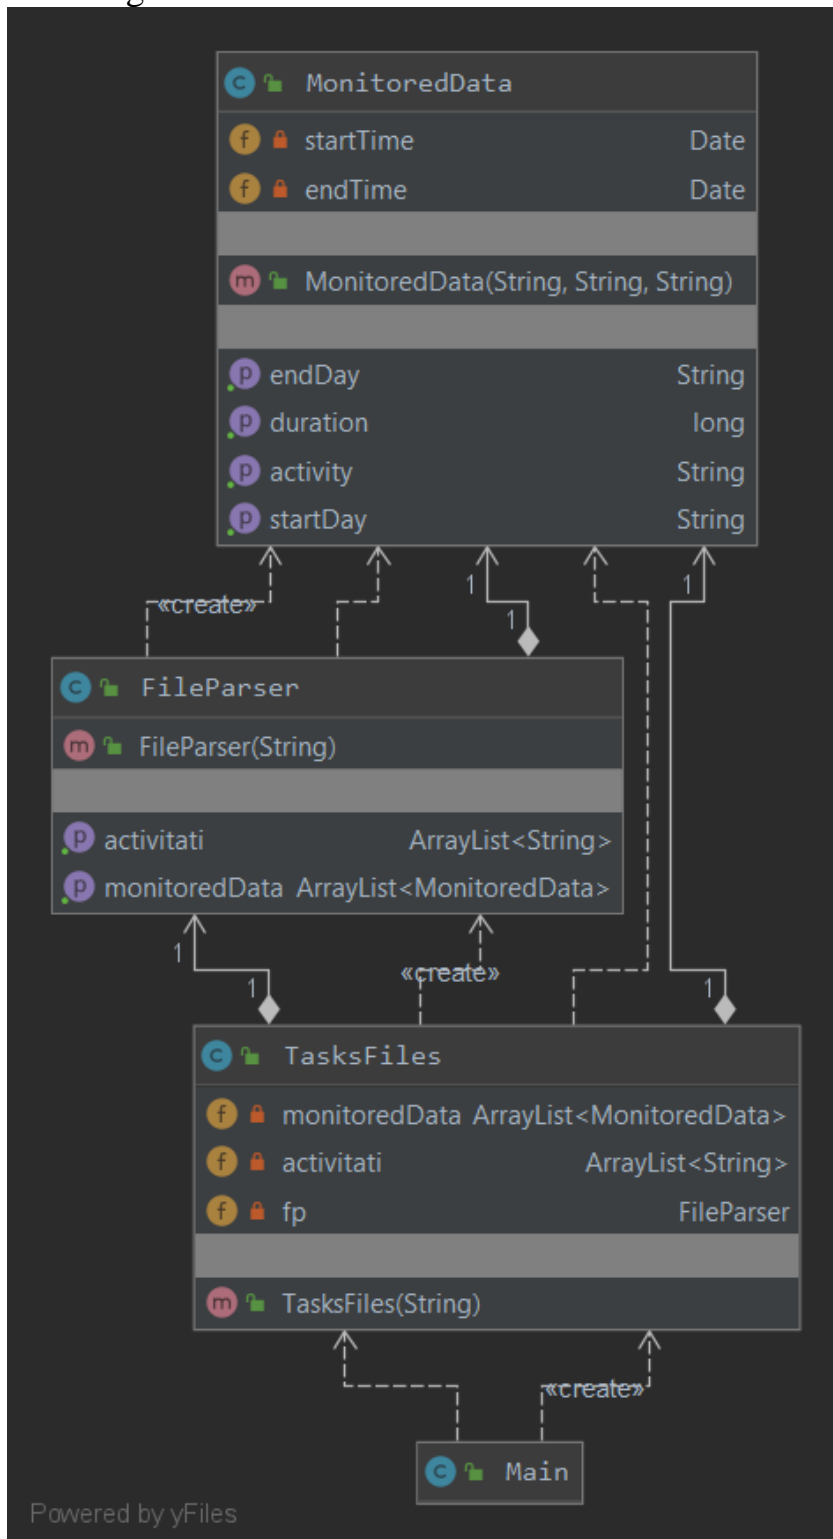 C MonitoredData
f startTime Date
f endTime Date
m MonitoredData(String, String, String)
p endDay String
p duration long
p activity String
p startDay String
1 1
«create» 1
C FileParser
m FileParser(String)
p activitati ArrayList<String>
p monitoredData ArrayList<MonitoredData>
1
«create»
1 1
C TasksFiles
f monitoredData ArrayList<MonitoredData>
f activitati ArrayList<String>
f fp FileParser
m TasksFiles(String)
«create»
C Main
Powered by yFiles